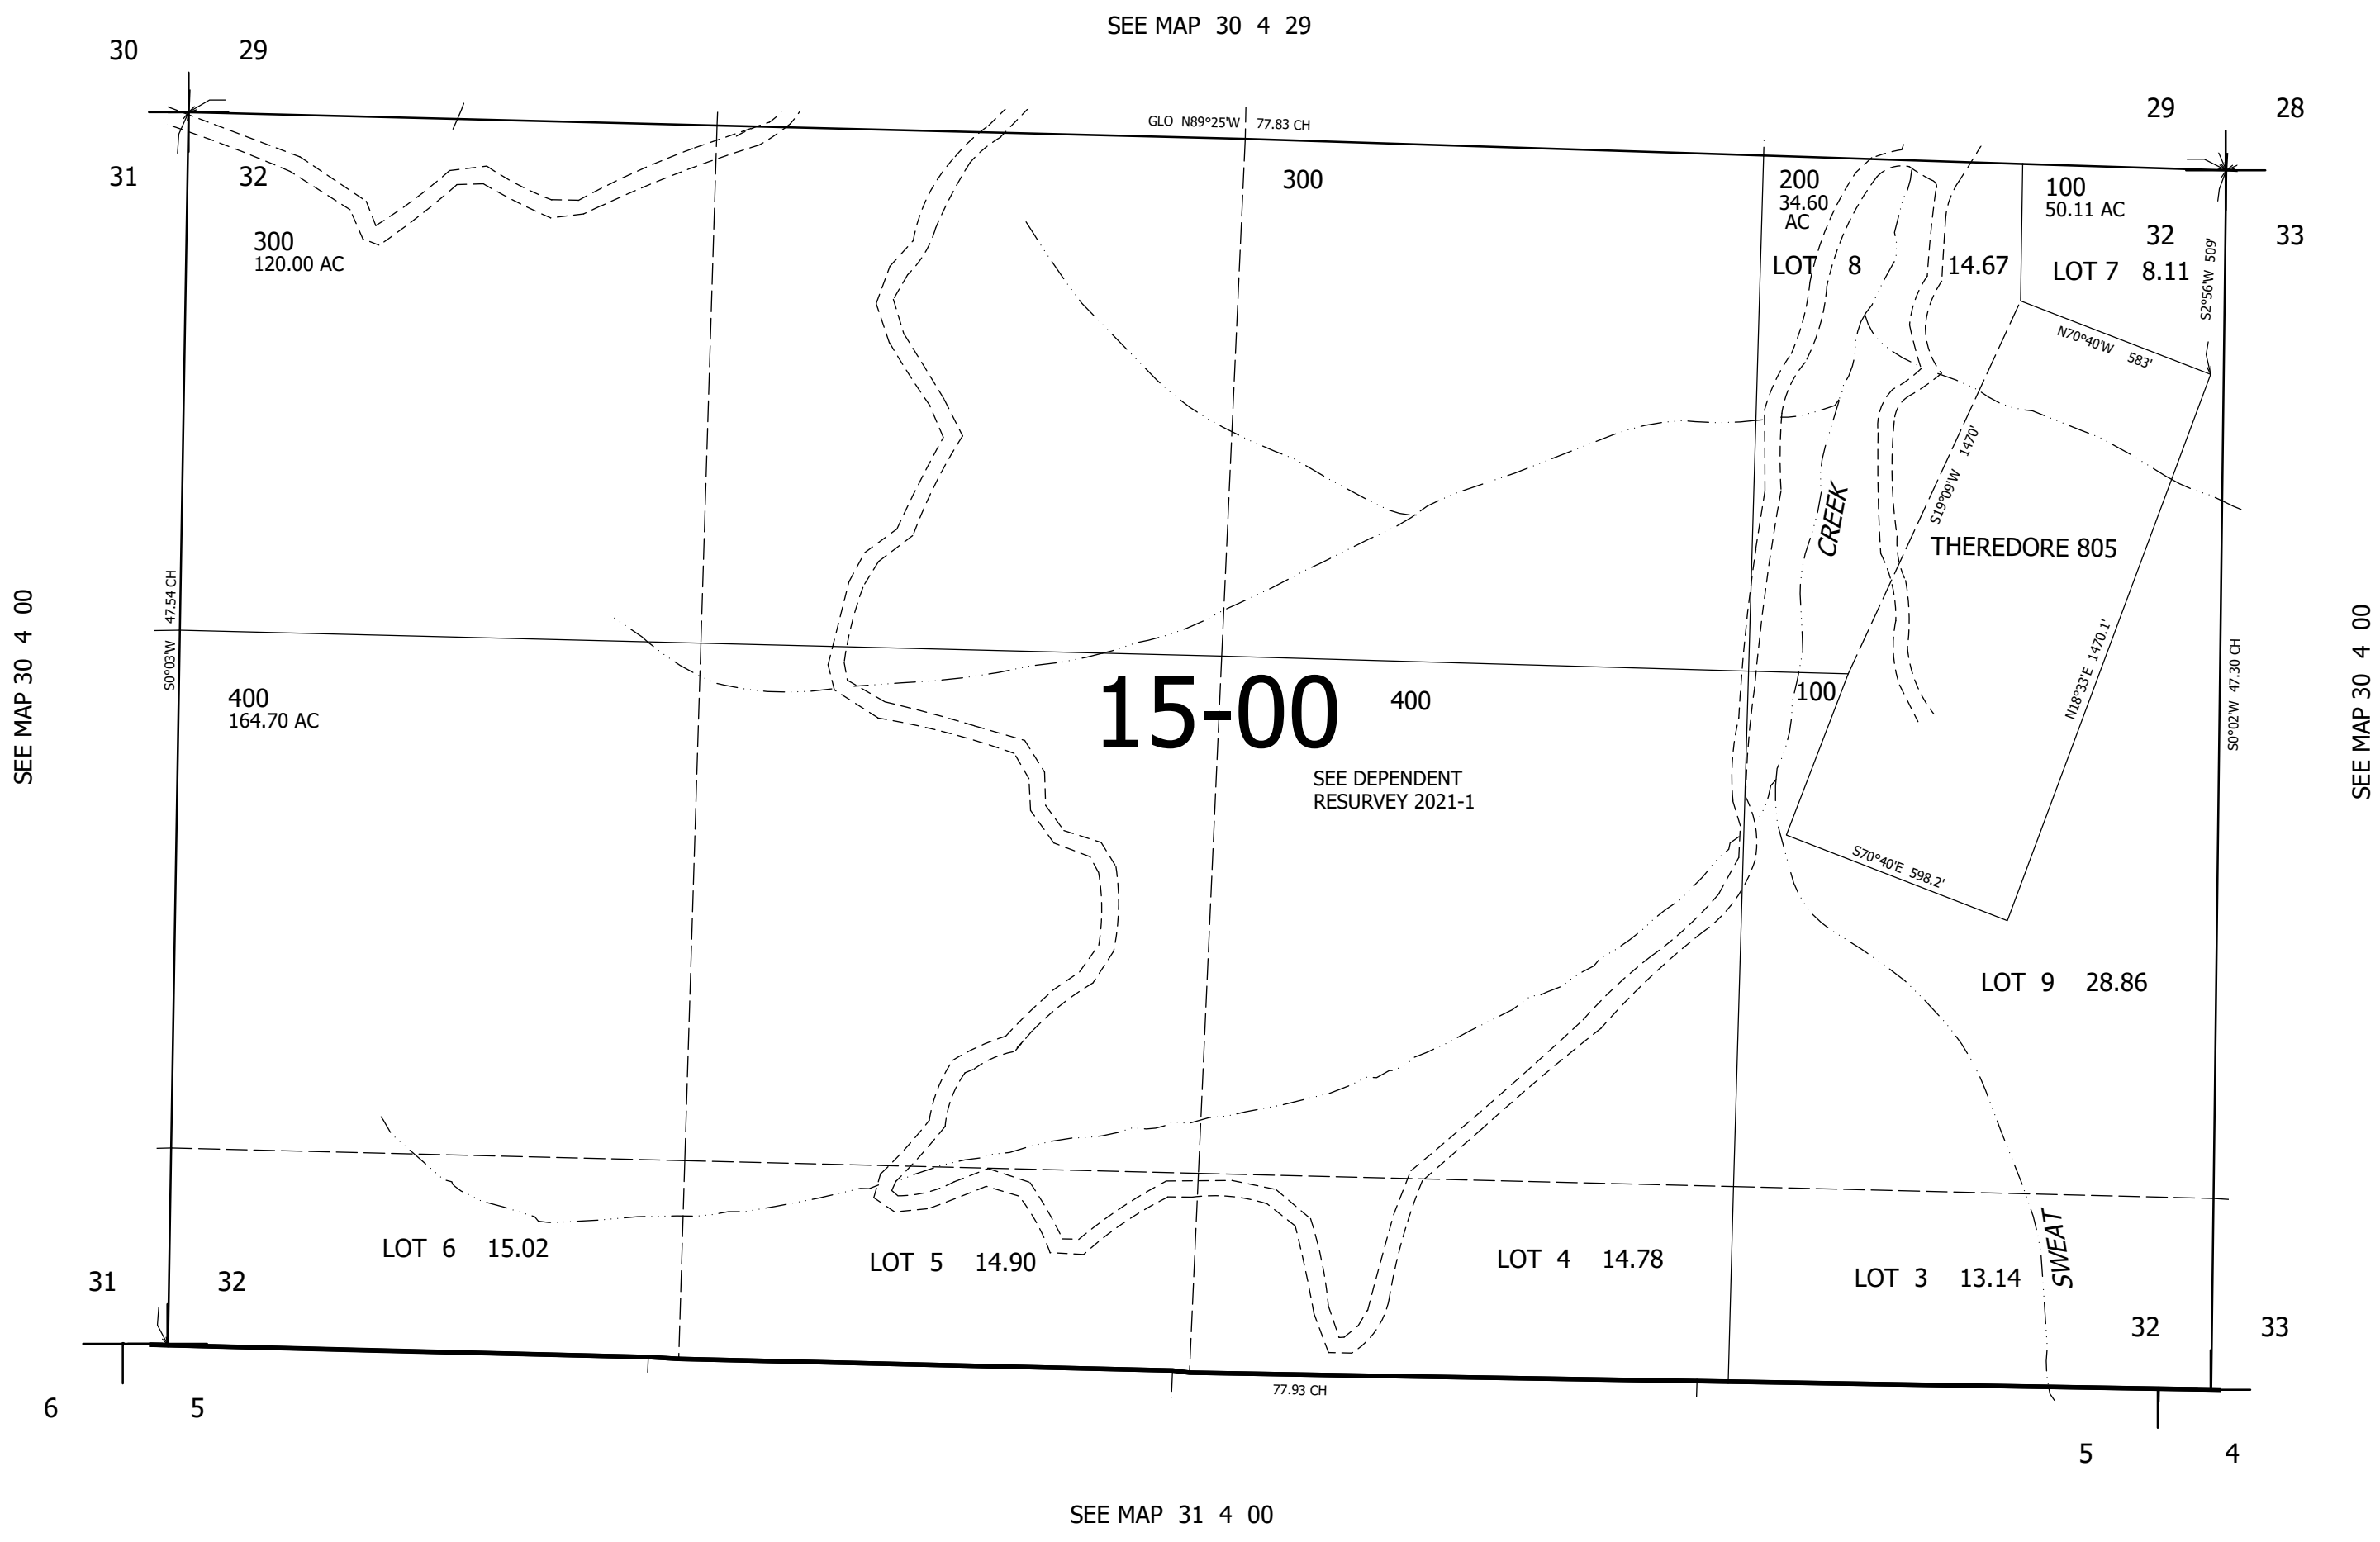 SEE MAP 30 4 29
30 29
29 28
GLO N89°25'W 77.83 CH
31 32
300
200
34.60
AC
100
50.11 AC
32 33
300
120.00 AC
LOT 8 14.67
LOT 7 8.11
S2°56'W 509'
N70°40'W 583'
S19°09'W 1470'
CREEK
THEREDORE 805
SEE MAP 30 4 00
S0°03'W 47.54 CH
N18°33'E 1470.1'
S0°02'W 47.30 CH
SEE MAP 30 4 00
400
164.70 AC
15-00
400
100
SEE DEPENDENT
RESURVEY 2021-1
S70°40'E 598.2'
LOT 9 28.86
LOT 6 15.02
LOT 5 14.90
LOT 4 14.78
LOT 3 13.14
SWEAT
31 32
32 33
77.93 CH
6 5
5 4
SEE MAP 31 4 00